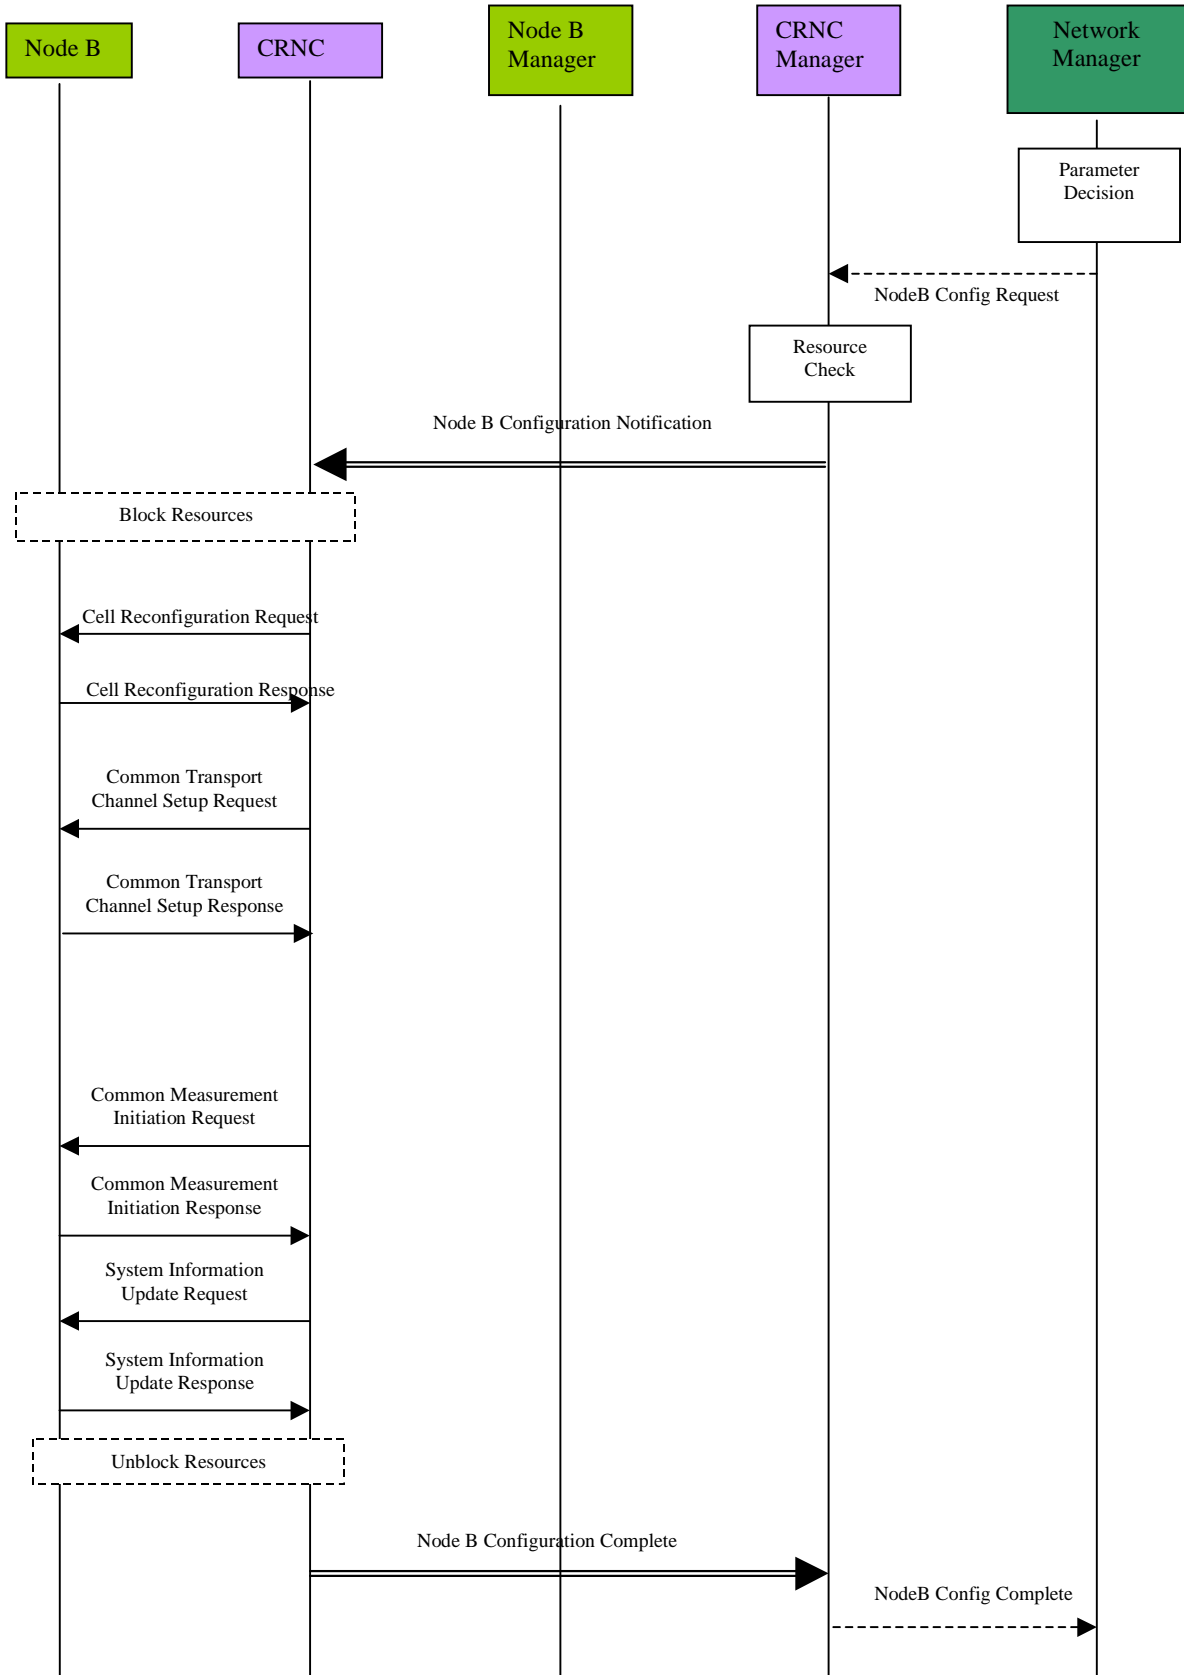 Node B
CRNC
Node B
Manager
CRNC
Manager
Network
Manager
Parameter
Decision
NodeB Config Request
Resource
Check
Node B Configuration Notification
Block Resources
Cell Reconfiguration Request
Cell Reconfiguration Response
Common Transport
Channel Setup Request
Common Transport
Channel Setup Response
Common Measurement
Initiation Request
Common Measurement
Initiation Response
System Information
Update Request
System Information
Update Response
Unblock Resources
Node B Configuration Complete
NodeB Config Complete